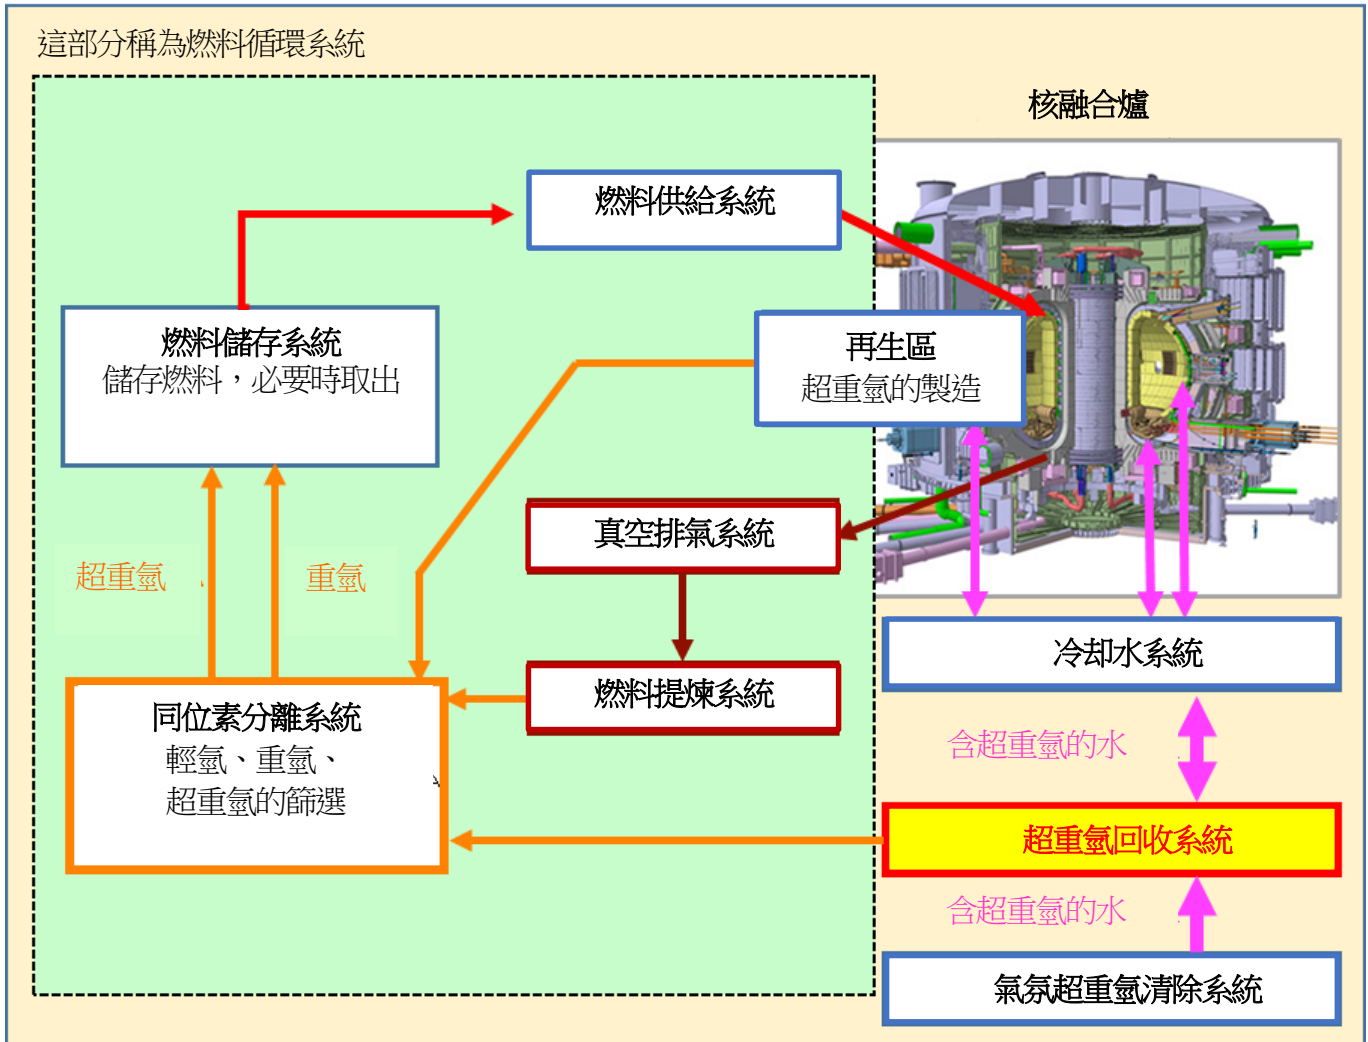 這部分稱為燃料循環系統
核融合爐
燃料供給系統
燃料儲存系統
儲存燃料，必要時取出
再生區
超重氫的製造
真空排氣系統
超重氫
重氫
燃料提煉系統
冷却水系統
同位素分離系統
輕氫、重氫、
超重氫的篩選
含超重氫的水
超重氫回收系統
含超重氫的水
氣氛超重氫清除系統